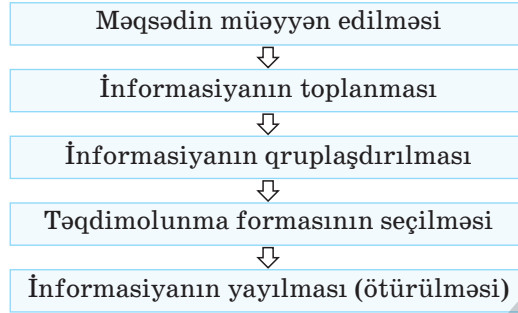 Məqsədin müəyyən edilməsi
İnformasiyanın toplanması
İnformasiyanın qruplaşdırılması
Təqdimolunma formasının seçilməsi
İnformasiyanın yayılması (ötürülməsi)